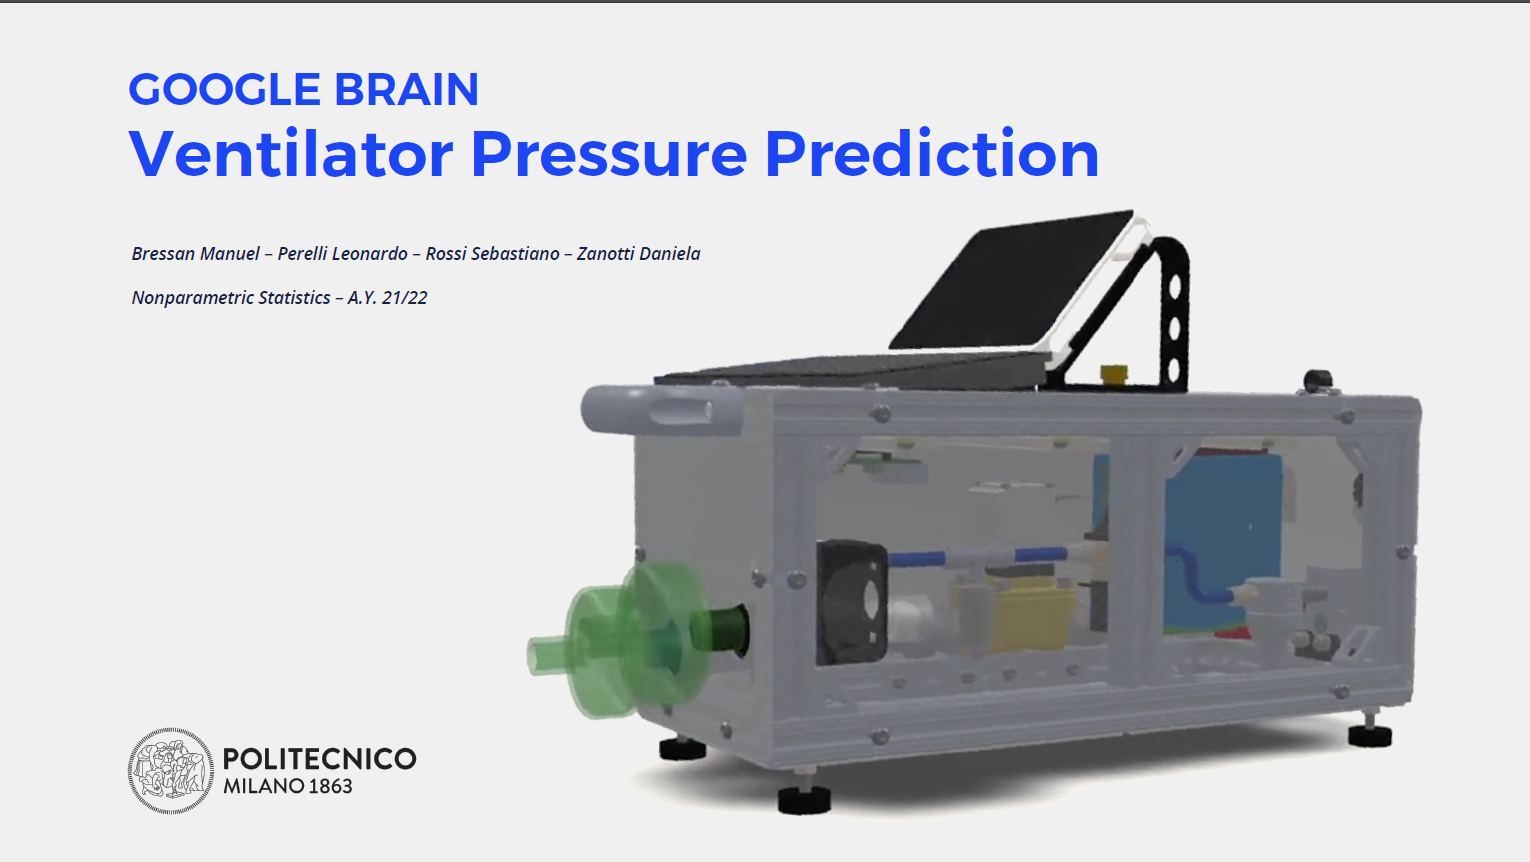 GOOGLE BRAIN
Ventilator Pressure Prediction
Bressan Manuel – Perelli Leonardo – Rossi Sebastiano – Zanotti Daniela
Nonparametric Statistics – A.Y. 21/22
POLITECNICO
MILANO 1863